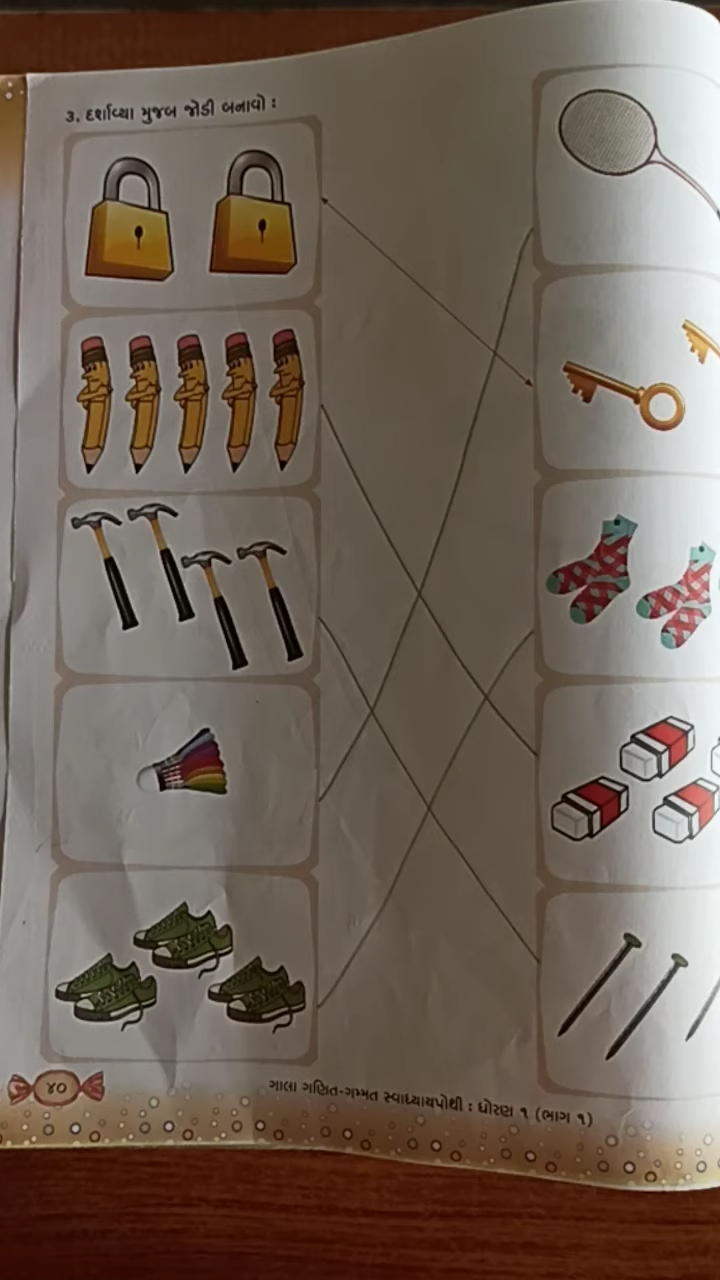 ૩. દર્શાવ્યા મુજબ જોડી બનાવો :
૪૦
ગાલા ગણિત-ગમ્મત સ્વાધ્યાયપોથી : ધોરણ ૧ (ભાગ ૧)